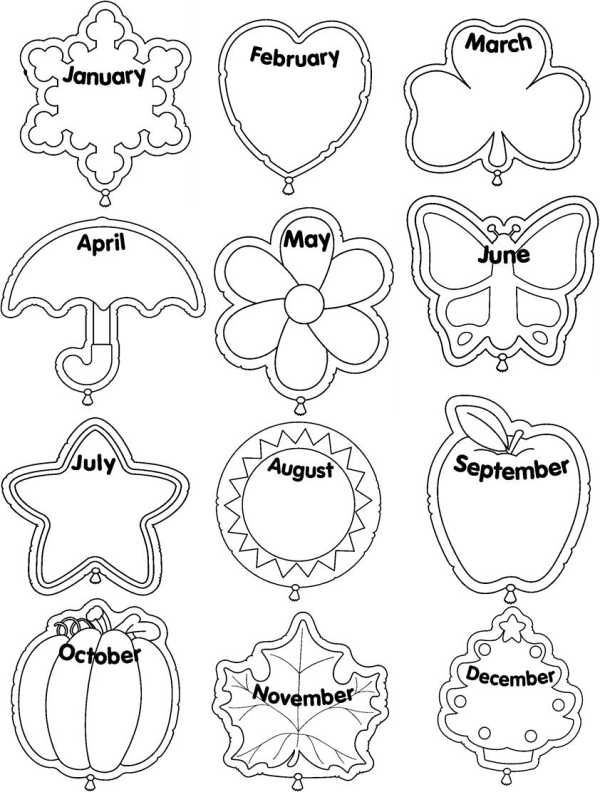 January
February
March
April
May
June
July
August
September
October
November
December